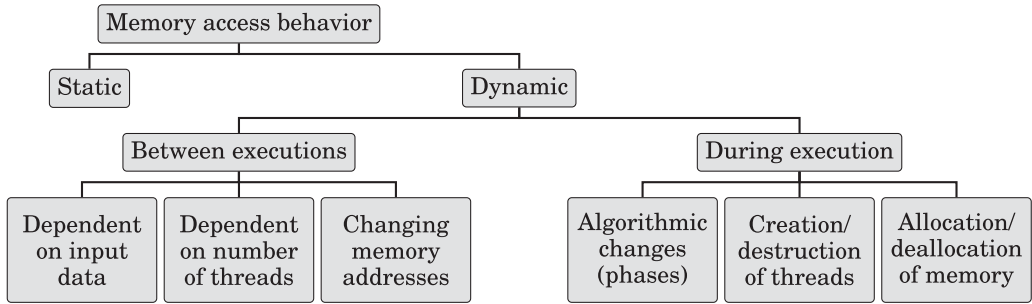 Memory access behavior
Static
Dynamic
Between executions
During execution
Dependent
on input
data
Dependent
on number
of threads
Changing
memory
addresses
Algorithmic
changes
(phases)
Creation/
destruction
of threads
Allocation/
deallocation
of memory